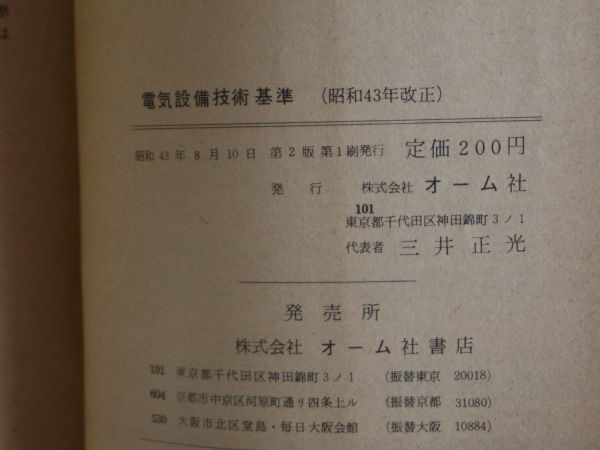 準
は
電気設備技術基準 (昭和43年改正)
昭和43年8月10日 第2版第1刷発行 定価200円
発行 株式会社 オーム社
101
東京都千代田区神田錦町3ノ1
代表者 三井正光
発売所
株式会社 オーム社書店
101 東京都千代田区神田錦町3ノ1 (振替東京 20018)
604 京都市中京区河原町通り四条上ル (振替京都 31080)
530 大阪市北区堂島・毎日大阪会館 (振替大阪 10884)